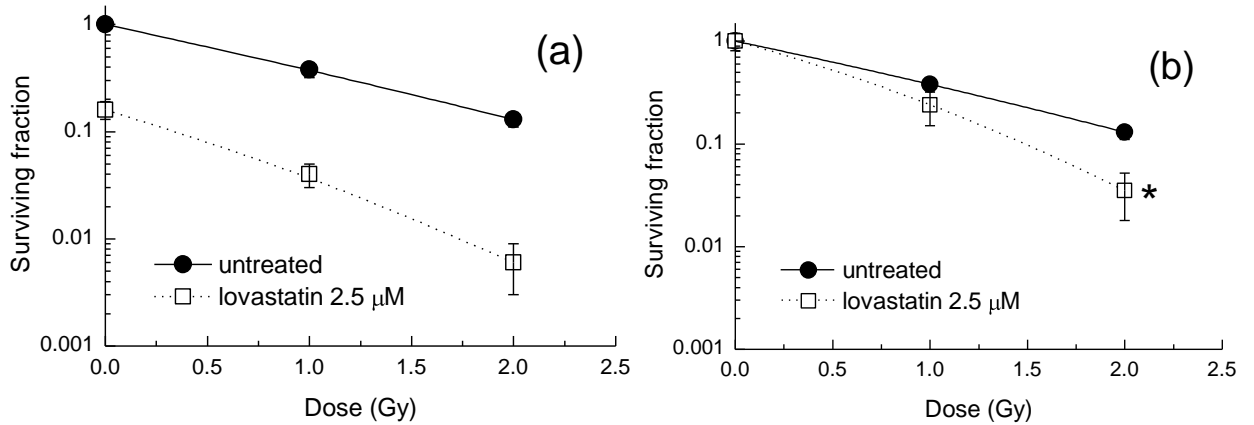 (a)
Surviving fraction
1
0.1
0.01
0.001
untreated
lovastatin 2.5 μM
0.0 0.5 1.0 1.5 2.0 2.5
Dose (Gy)
(b)
Surviving fraction
1
0.1
0.01
0.001
*
untreated
lovastatin 2.5 μM
0.0 0.5 1.0 1.5 2.0 2.5
Dose (Gy)